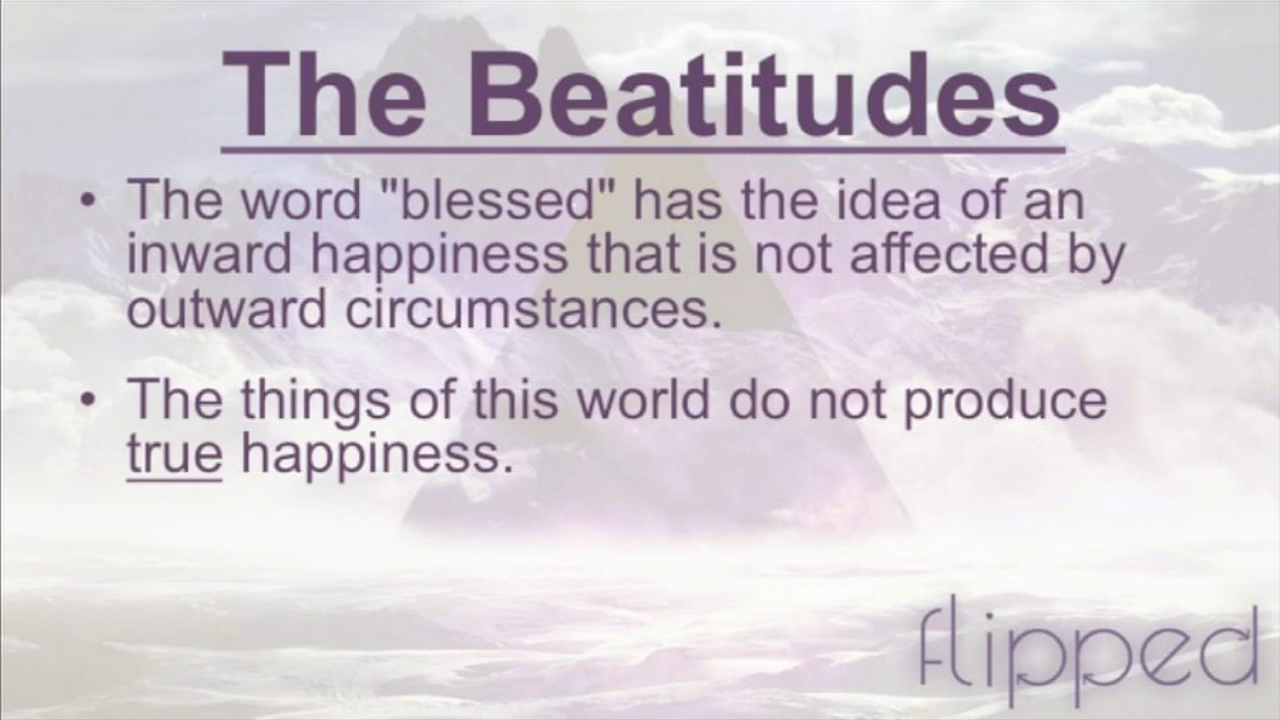 The Beatitudes
• The word "blessed" has the idea of an
inward happiness that is not affected by
outward circumstances.
• The things of this world do not produce
true happiness.
flipped